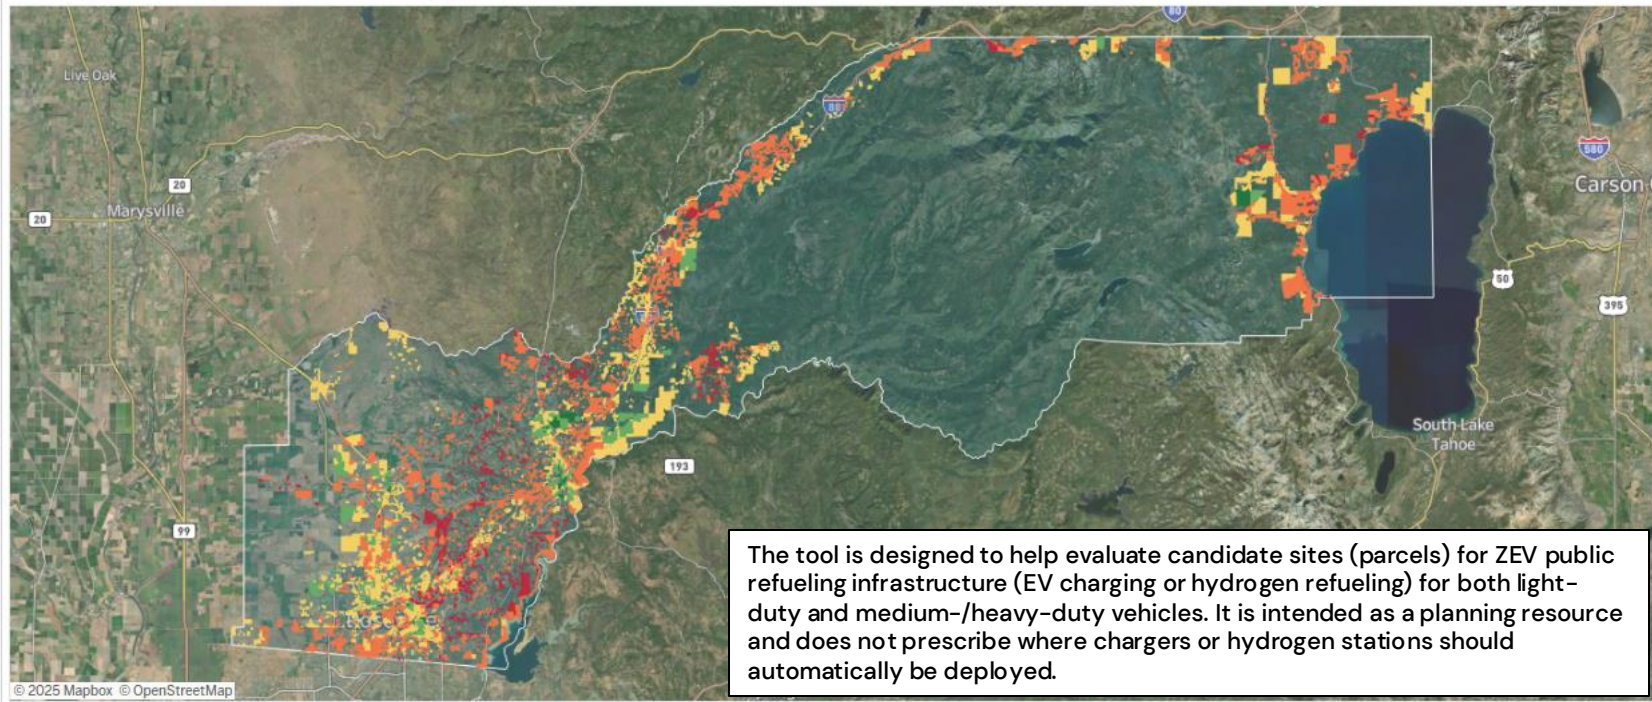 80
Live Oak
80
580
Carson
20
20
Marysville
50
395
South Lake
Tahoe
193
99
The tool is designed to help evaluate candidate sites (parcels) for ZEV public
refueling infrastructure (EV charging or hydrogen refueling) for both light-
duty and medium-/heavy-duty vehicles. It is intended as a planning resource
and does not prescribe where chargers or hydrogen stations should
automatically be deployed.
© 2025 Mapbox © OpenStreetMap